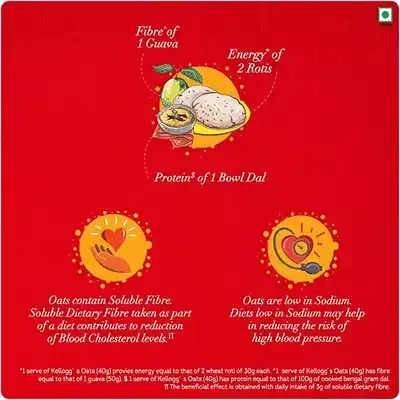 Fibre^ of
1 Guava
Energy* of
2 Rotis
Protein$ of 1 Bowl Dal
Oats contain Soluble Fibre.
Soluble Dietary Fibre taken as part
of a diet contributes to reduction
of Blood Cholesterol levels.††
Oats are low in Sodium.
Diets low in Sodium may help
in reducing the risk of
high blood pressure.
*1 serve of Kellogg' s Oats (40g) provies energy equal to that of 2 wheat roti of 30g each. ^1 serve of Kellogg's Oats (40g) has fibre
equal to that of 1 guava (50g). $ 1 serve of Kellogg' s Oats (40g) has protein equal to that of 100g of cooked bengal gram dal.
†† The beneficial effect is obtained with daily intake of 3g of soluble dietary fibre.